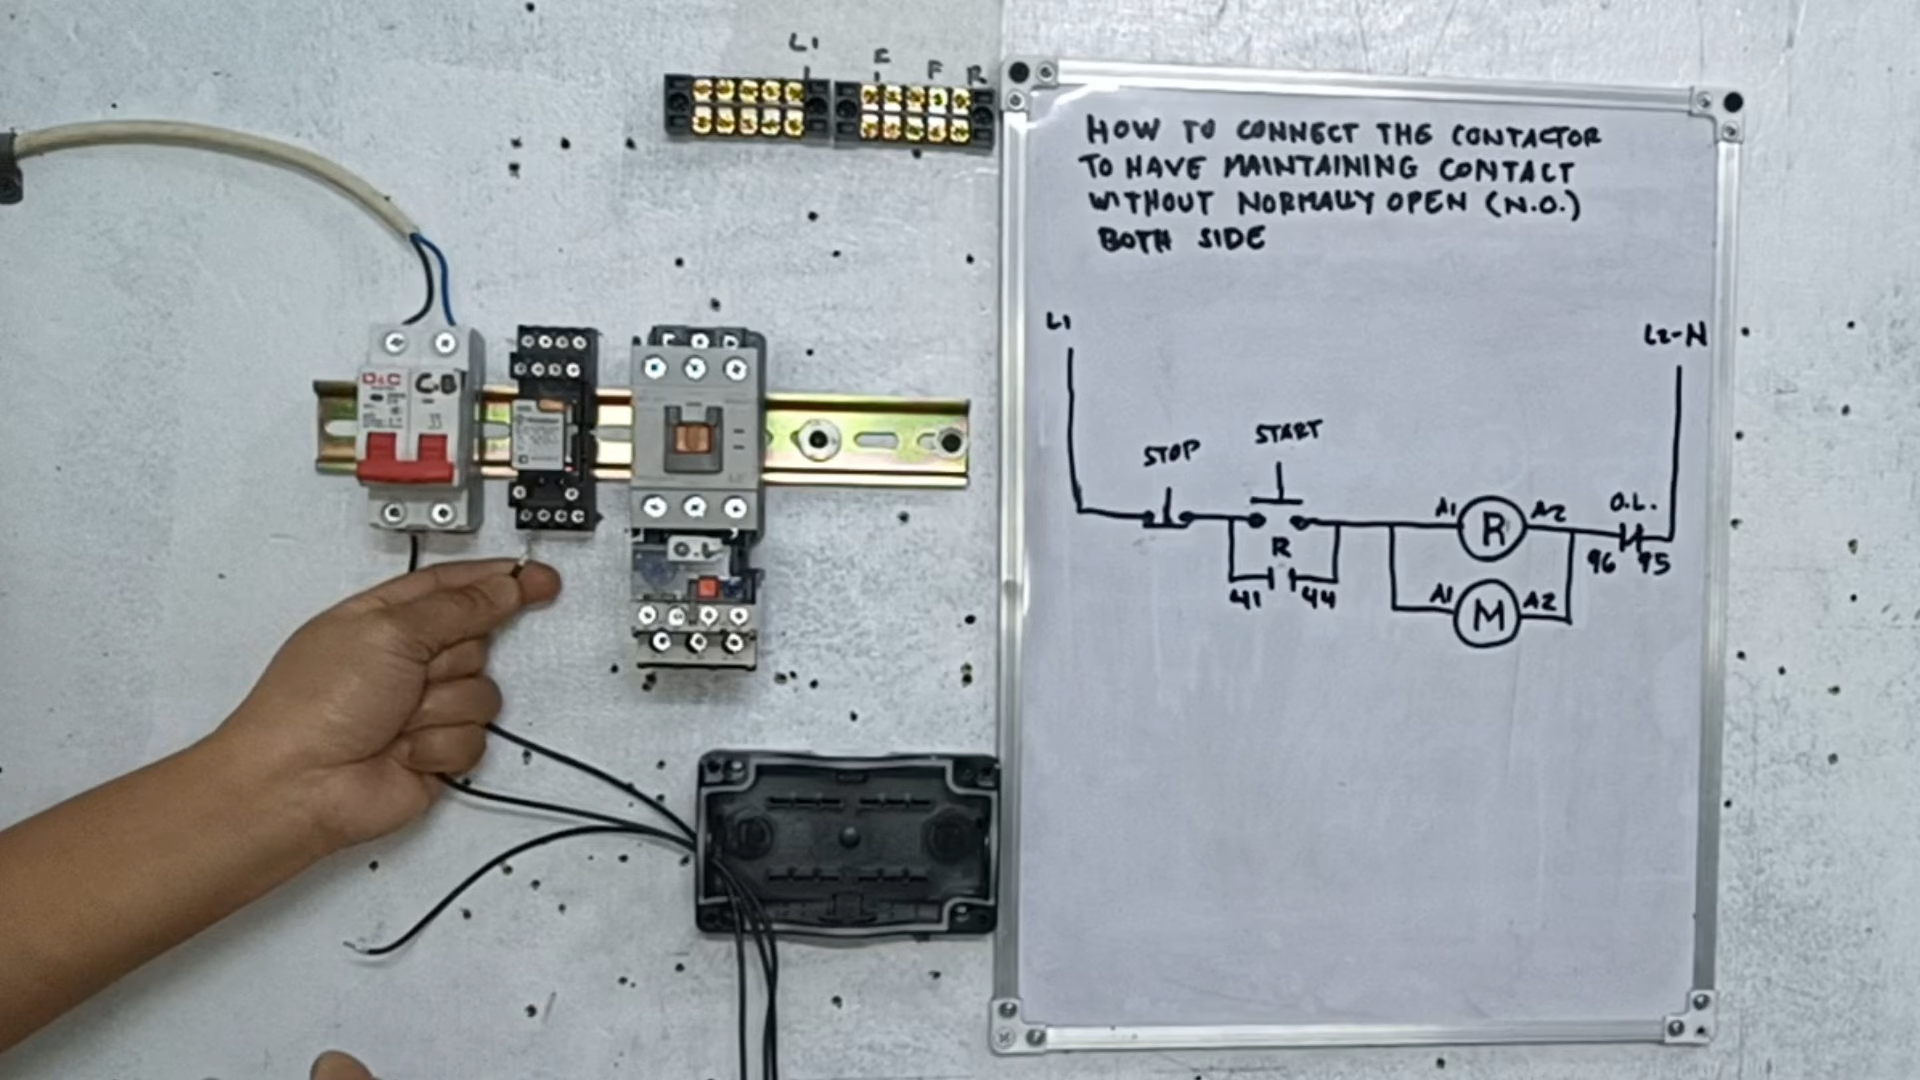 L1
E
F
R
HOW TO CONNECT THE CONTACTOR
TO HAVE MAINTAINING CONTACT
WITHOUT NORMALLY OPEN (N.O.)
BOTH SIDE
L1
L2-N
STOP
START
A1 R A2
O.L.
96 95
R
41 44
A1 M A2
D&C
C.B
O.L